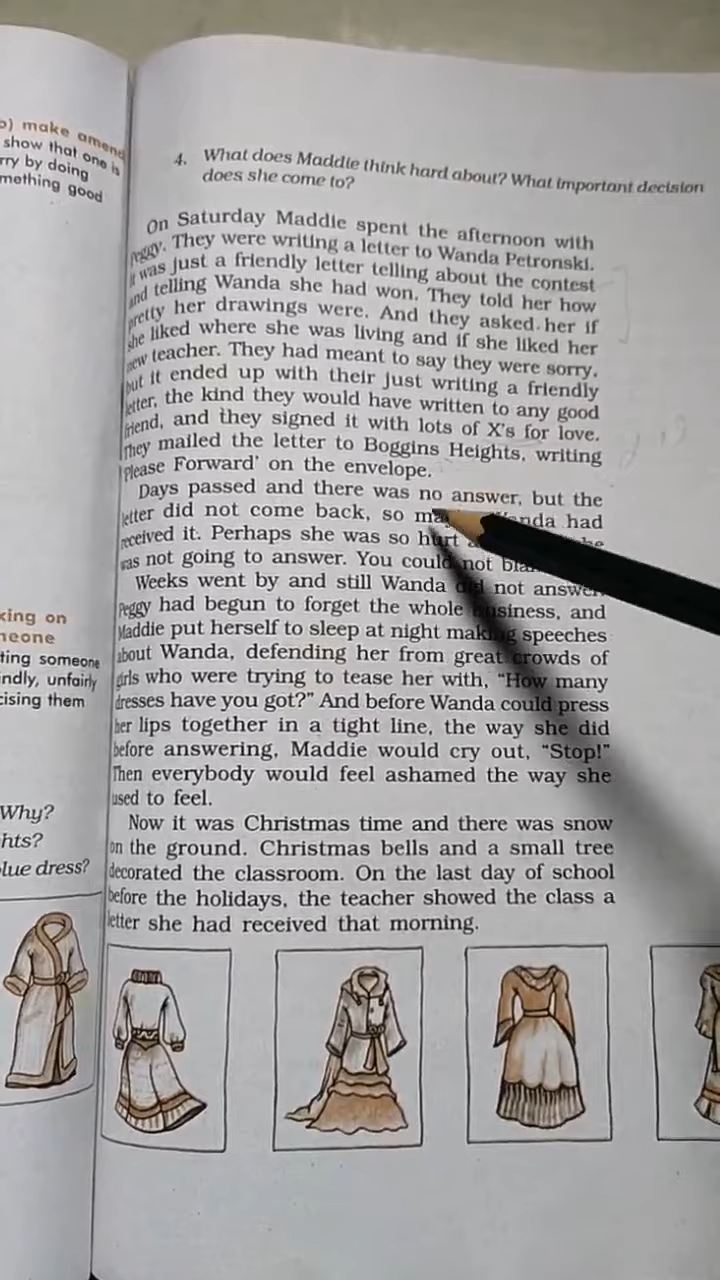 b) make amend
show that one is
rry by doing
mething good
4. What does Maddie think hard about? What important decision
does she come to?
On Saturday Maddie spent the afternoon with
Peggy. They were writing a letter to Wanda Petronski.
It was just a friendly letter telling about the contest
and telling Wanda she had won. They told her how
pretty her drawings were. And they asked her if
she liked where she was living and if she liked her
new teacher. They had meant to say they were sorry,
but it ended up with their just writing a friendly
letter, the kind they would have written to any good
friend, and they signed it with lots of X's for love.
They mailed the letter to Boggins Heights, writing
'Please Forward' on the envelope.
Days passed and there was no answer, but the
letter did not come back, so Wanda had
received it. Perhaps she was so hurt
was not going to answer. You could not
Weeks went by and still Wanda did not answer.
Peggy had begun to forget the whole business, and
Maddie put herself to sleep at night making speeches
about Wanda, defending her from great crowds of
girls who were trying to tease her with, "How many
dresses have you got?" And before Wanda could press
her lips together in a tight line, the way she did
before answering, Maddie would cry out, "Stop!"
Then everybody would feel ashamed the way she
used to feel.
Now it was Christmas time and there was snow
on the ground. Christmas bells and a small tree
decorated the classroom. On the last day of school
before the holidays, the teacher showed the class a
letter she had received that morning.
king on
neone
ting someone
indly, unfairly
cising them
Why?
hts?
lue dress?